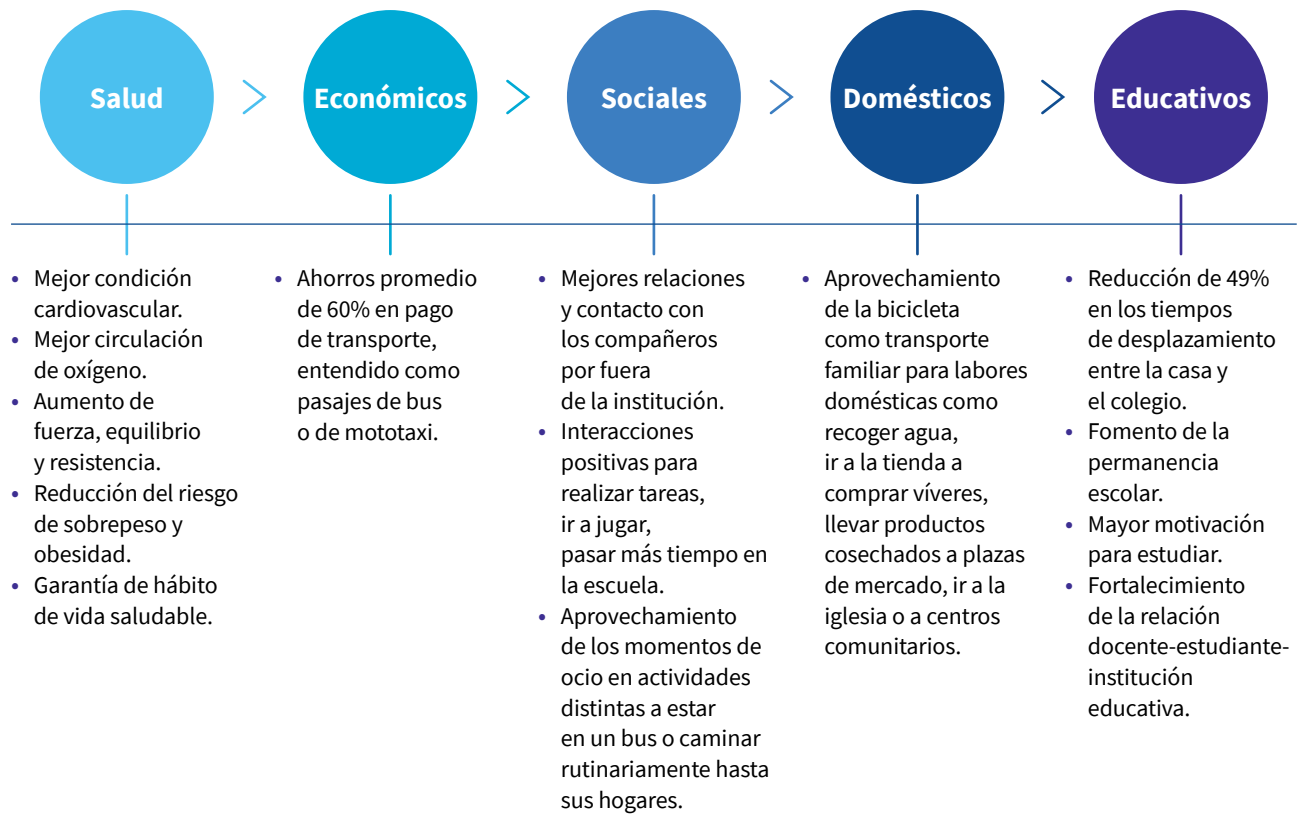 Salud
Económicos
Sociales
Domésticos
Educativos
• Mejor condición
cardiovascular.
• Mejor circulación
de oxígeno.
• Aumento de
fuerza, equilibrio
y resistencia.
• Reducción del riesgo
de sobrepeso y
obesidad.
• Garantía de hábito
de vida saludable.
• Ahorros promedio
de 60% en pago
de transporte,
entendido como
pasajes de bus
o de mototaxi.
• Mejores relaciones
y contacto con
los compañeros
por fuera
de la institución.
• Interacciones
positivas para
realizar tareas,
ir a jugar,
pasar más tiempo en
la escuela.
• Aprovechamiento
de los momentos de
ocio en actividades
distintas a estar
en un bus o caminar
rutinariamente hasta
sus hogares.
• Aprovechamiento
de la bicicleta
como transporte
familiar para labores
domésticas como
recoger agua,
ir a la tienda a
comprar víveres,
llevar productos
cosechados a plazas
de mercado, ir a la
iglesia o a centros
comunitarios.
• Reducción de 49%
en los tiempos
de desplazamiento
entre la casa y
el colegio.
• Fomento de la
permanencia
escolar.
• Mayor motivación
para estudiar.
• Fortalecimiento
de la relación
docente-estudiante-
institución
educativa.